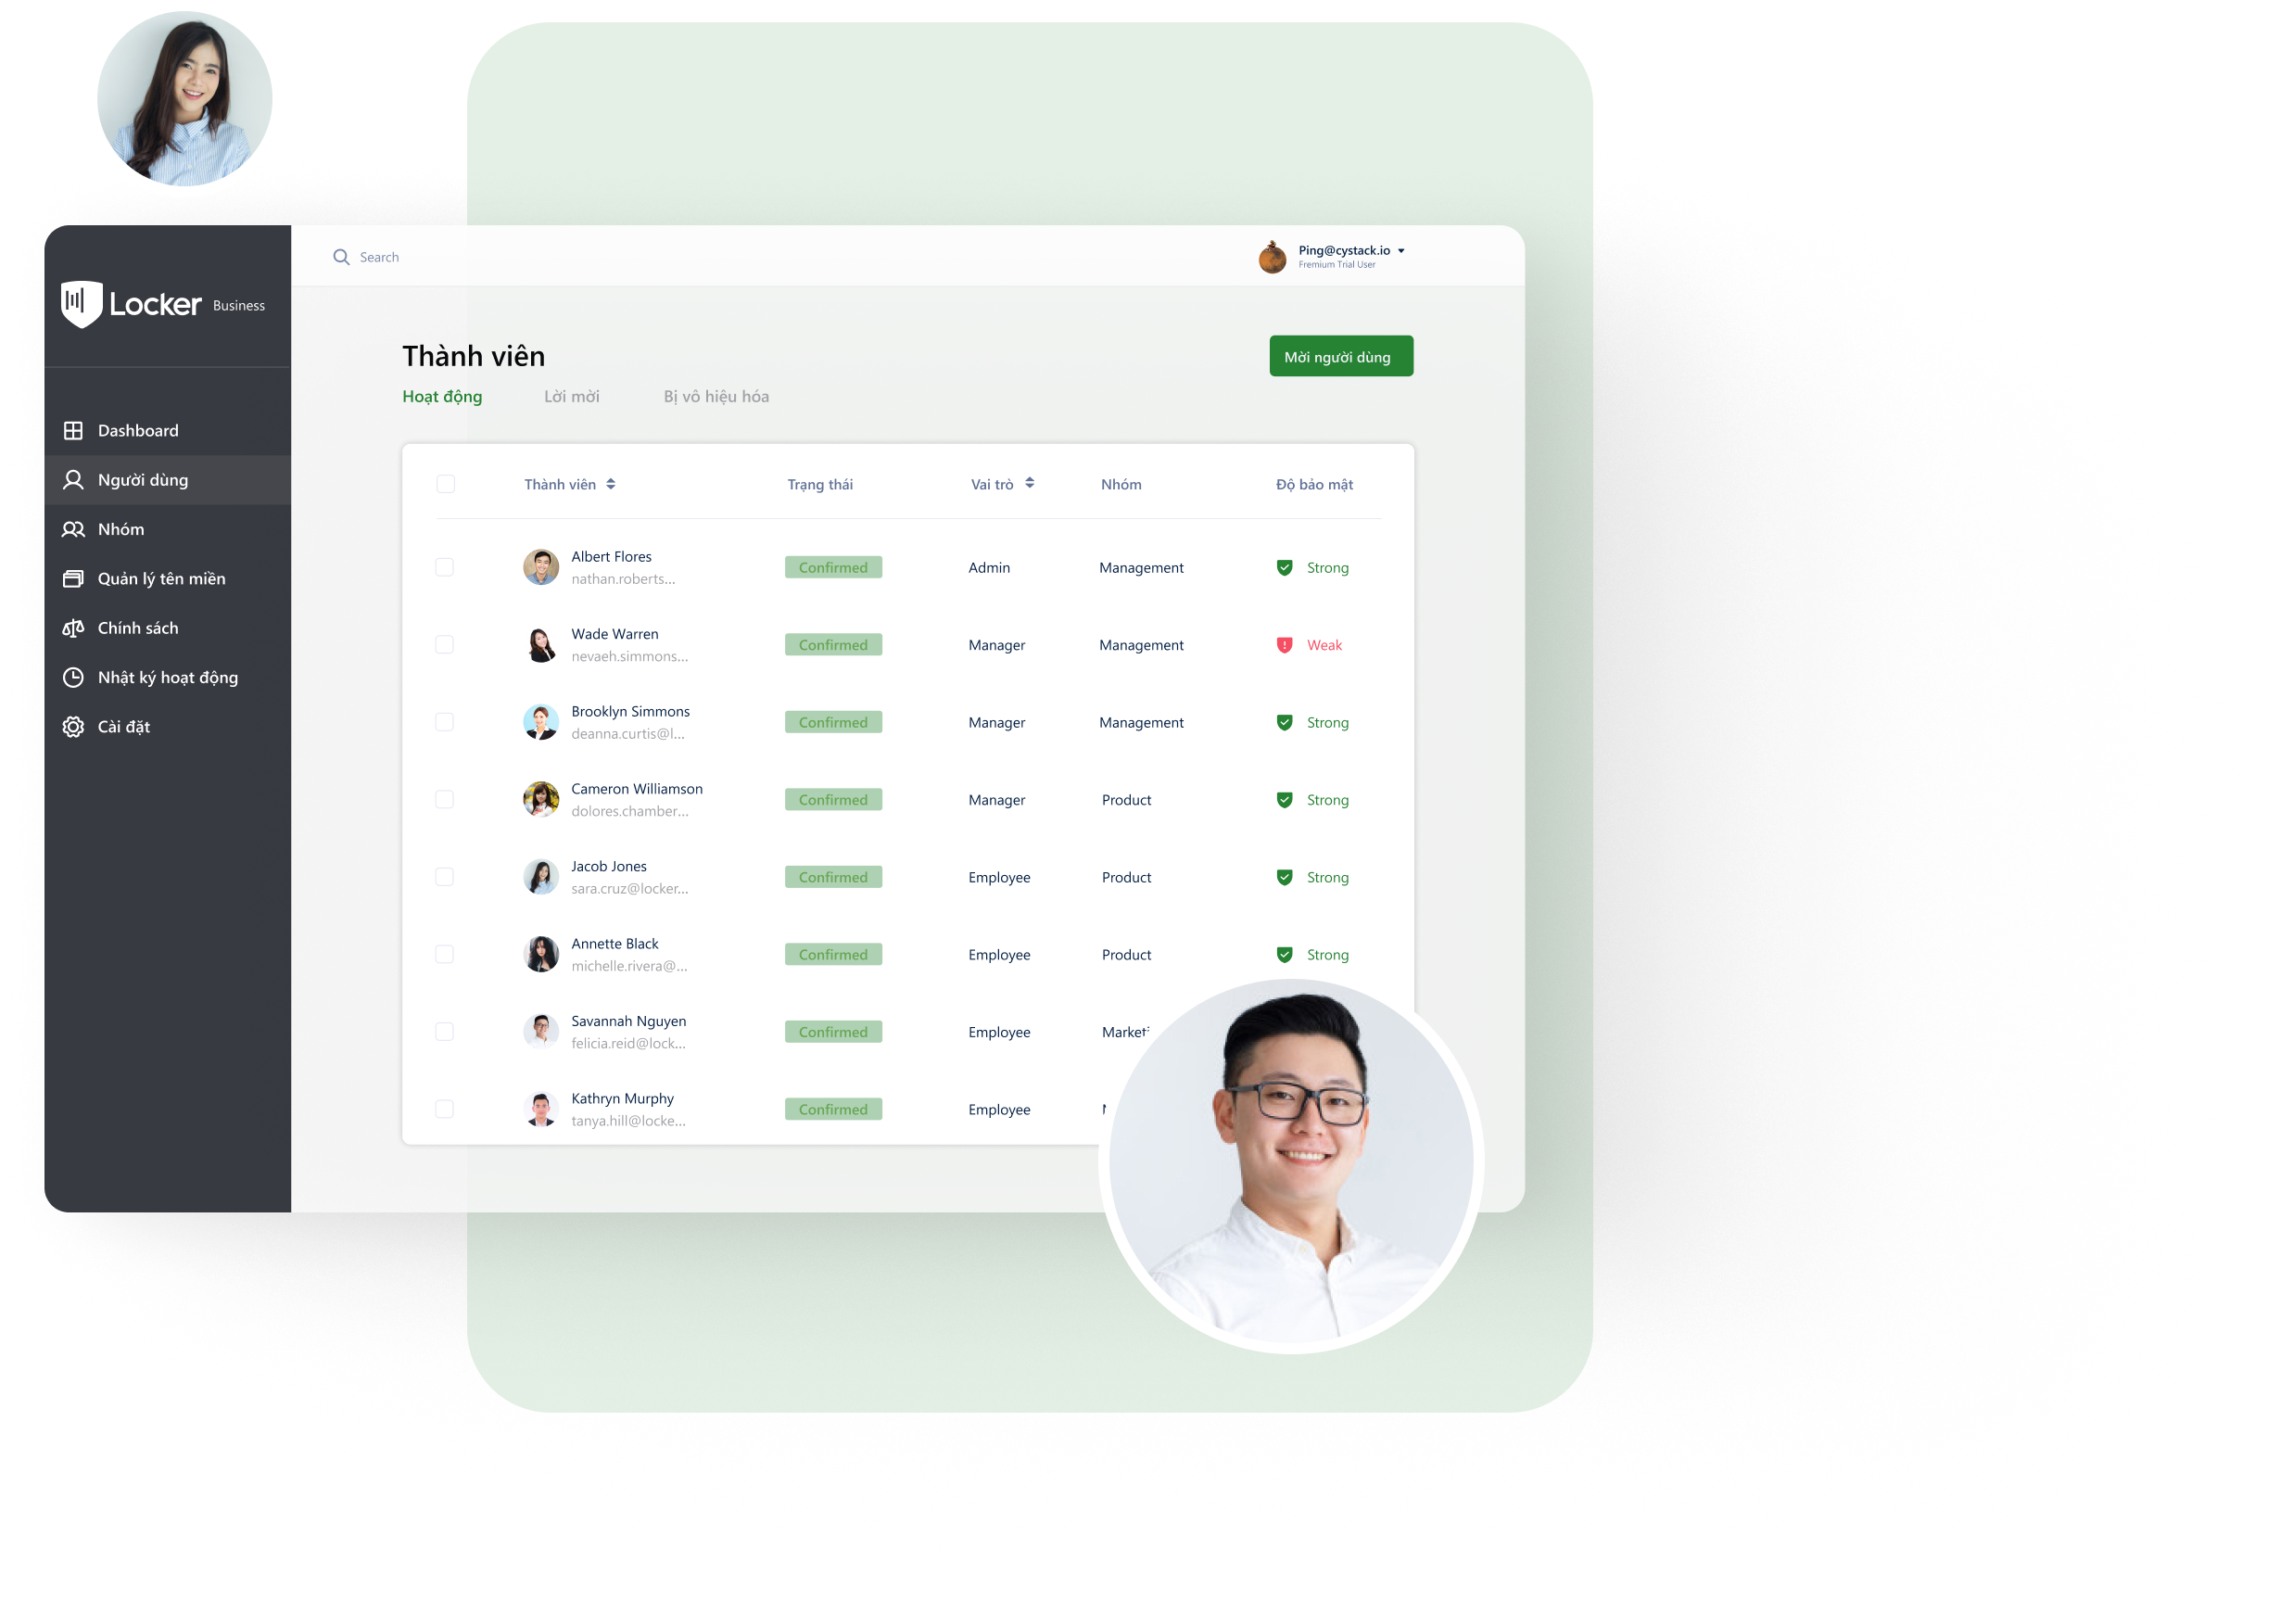 Locker Business
Search
Ping@cystack.io
Fremium Trial User
Dashboard
Người dùng
Nhóm
Quản lý tên miền
Chính sách
Nhật ký hoạt động
Cài đặt
Thành viên
Mời người dùng
Hoạt động Lời mời Bị vô hiệu hóa
Thành viên Trạng thái Vai trò Nhóm Độ bảo mật
Albert Flores
nathan.roberts...
Confirmed Admin Management Strong
Wade Warren
nevaeh.simmons...
Confirmed Manager Management Weak
Brooklyn Simmons
deanna.curtis@l...
Confirmed Manager Management Strong
Cameron Williamson
dolores.chamber...
Confirmed Manager Product Strong
Jacob Jones
sara.cruz@locker...
Confirmed Employee Product Strong
Annette Black
michelle.rivera@...
Confirmed Employee Product Strong
Savannah Nguyen
felicia.reid@lock...
Confirmed Employee
Kathryn Murphy
tanya.hill@locke...
Confirmed Employee